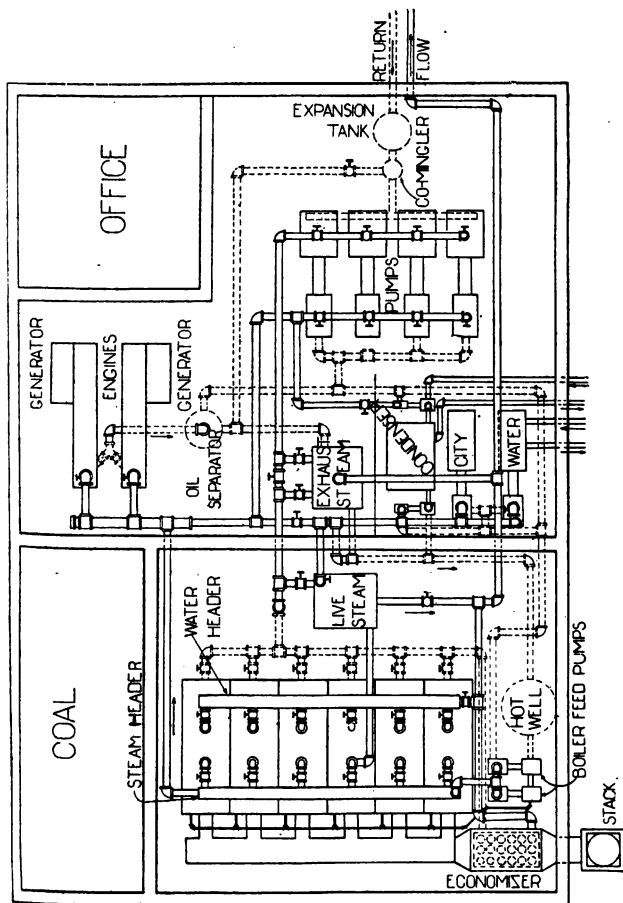 RETURN
FLOW
EXPANSION
TANK
CO-MINGLER
OFFICE
PUMPS
GENERATOR
ENGINES
GENERATOR
OIL
SEPARATOR
EXHAUST
STEAM
CONDENSER
CITY
WATER
LIVE
STEAM
WATER
HEADER
COAL
STEAM HEADER
HOT
WELL
BOILER FEED PUMPS
ECONOMIZER
STACK